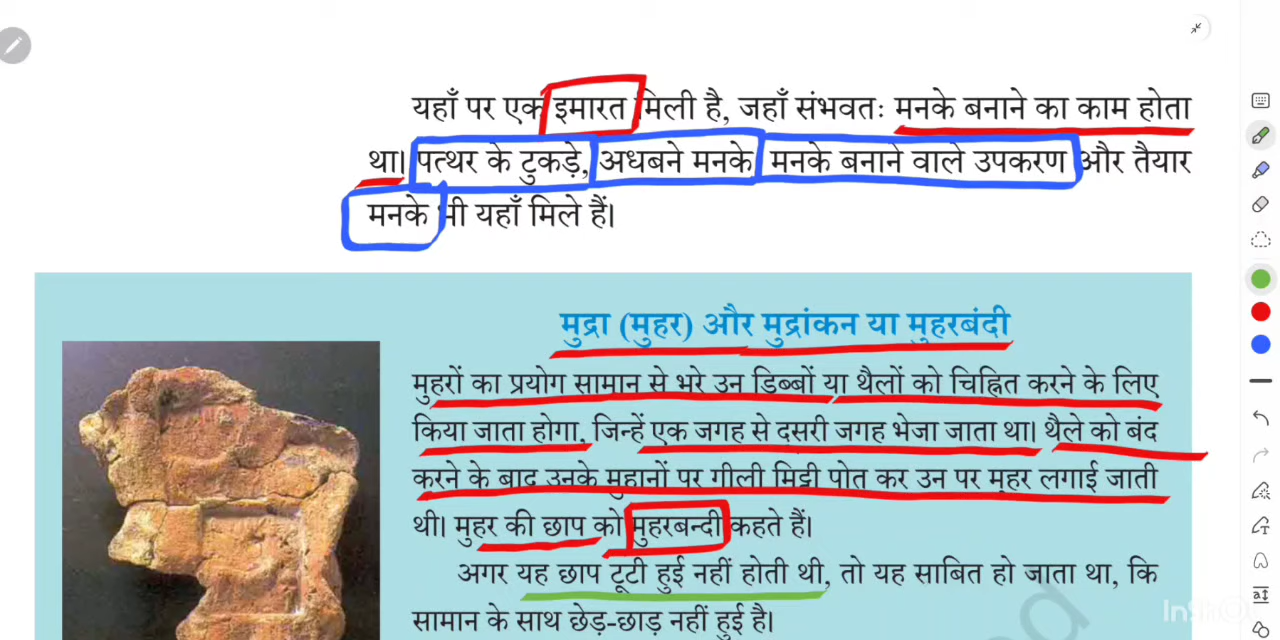 यहाँ पर एक इमारत मिली है, जहाँ संभवतः मनके बनाने का काम होता
था। पत्थर के टुकड़े, अधबने मनके मनके बनाने वाले उपकरण और तैयार
मनके भी यहाँ मिले हैं।
मुद्रा (मुहर) और मुद्रांकन या मुहरबंदी
मुहरों का प्रयोग सामान से भरे उन डिब्बों या थैलों को चिह्नित करने के लिए
किया जाता होगा, जिन्हें एक जगह से दूसरी जगह भेजा जाता था। थैले को बंद
करने के बाद उनके मुहानों पर गीली मिट्टी पोत कर उन पर मुहर लगाई जाती
थी। मुहर की छाप को मुहरबन्दी कहते हैं।
अगर यह छाप टूटी हुई नहीं होती थी, तो यह साबित हो जाता था, कि
सामान के साथ छेड़-छाड़ नहीं हुई है।
InShO